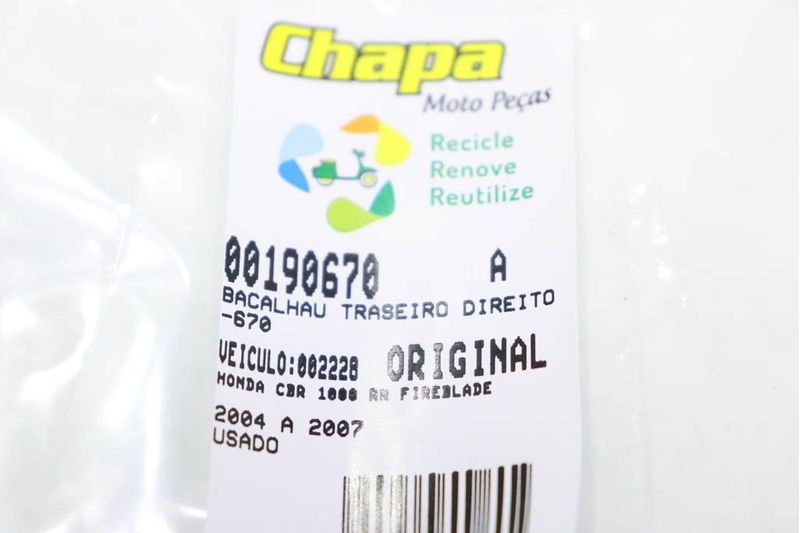 Chapa
Moto Peças
Recicle
Renove
Reutilize
00190670 A
BACALHAU TRASEIRO DIREITO
-670
VEICULO:002228 ORIGINAL
HONDA CBR 1000 RR FIREBLADE
2004 A 2007
USADO